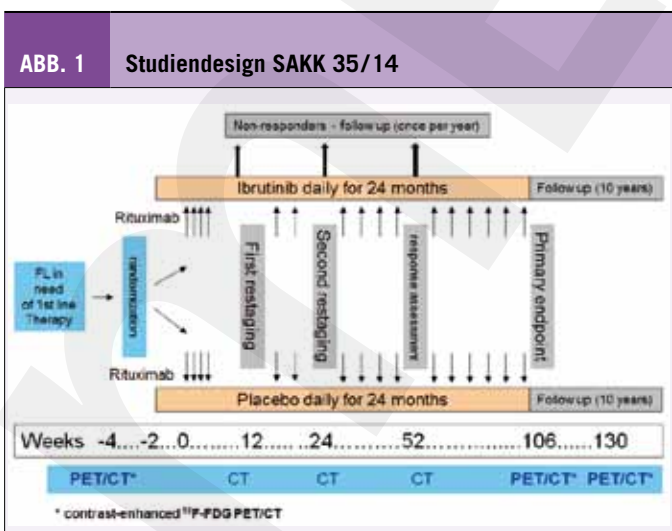 ABB. 1 Studiendesign SAKK 35/14
Non-responders - follow up (once per year)
Ibrutinib daily for 24 months
Follow up (10 years)
Rituximab
FL in
need
of 1st line
Therapy
randomization
First restaging
Second restaging
response assessment
Primary endpoint
Rituximab
Placebo daily for 24 months
Follow up (10 years)
Weeks -4....-2...0.......12.......24...........52....................106......130
PET/CT* CT CT CT PET/CT* PET/CT*
* contrast-enhanced ¹⁸F-FDG PET/CT